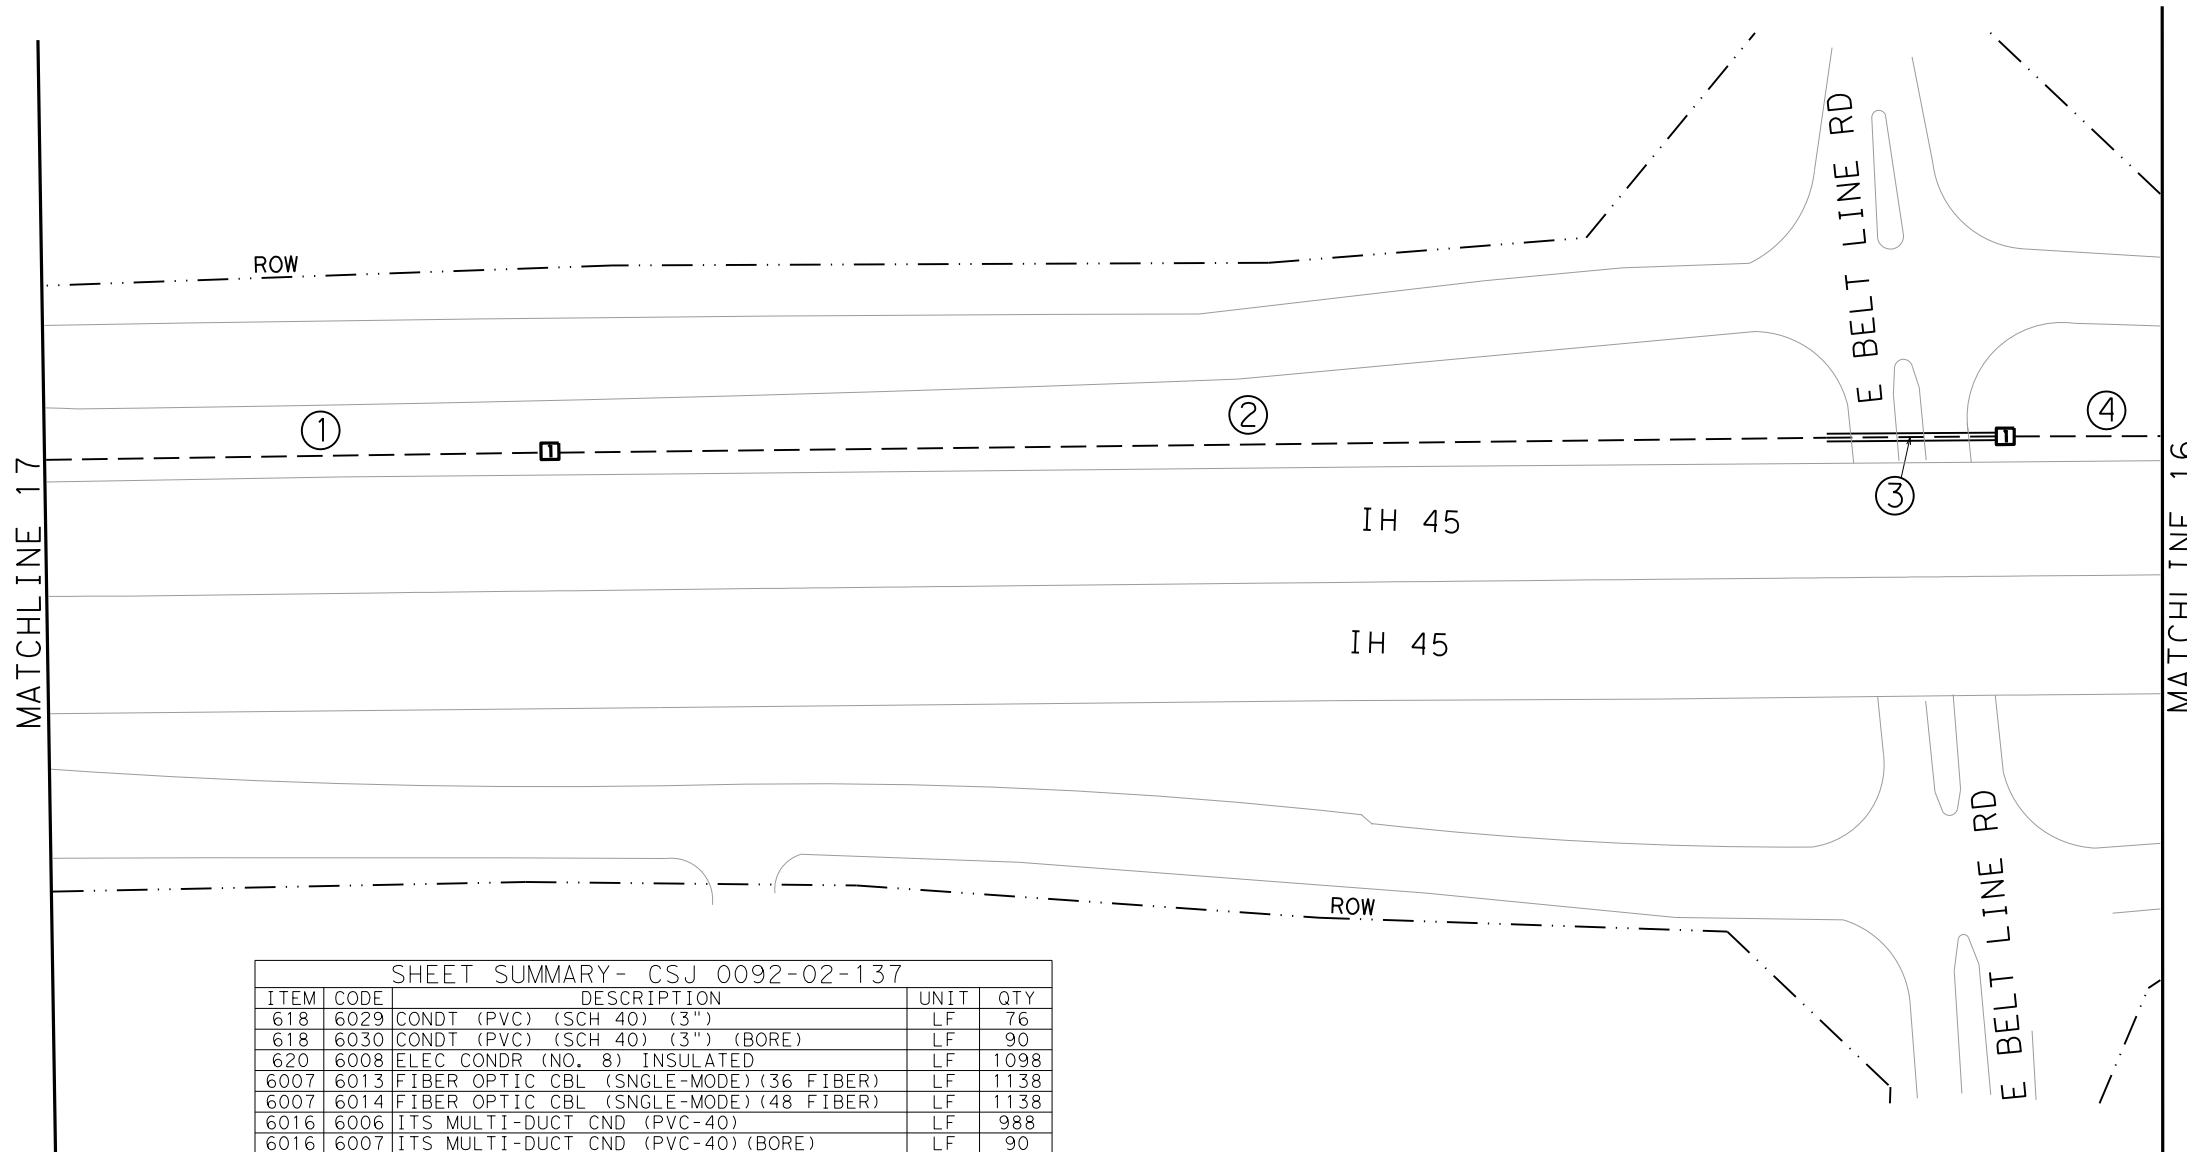 E BELT LINE RD
ROW
1
2
4
1
1
3
MATCHLINE 17
MATCHLINE 16
IH 45
IH 45
E BELT LINE RD
ROW
SHEET SUMMARY- CSJ 0092-02-137
ITEM CODE DESCRIPTION UNIT QTY
618 6029 CONDT (PVC) (SCH 40) (3") LF 76
618 6030 CONDT (PVC) (SCH 40) (3") (BORE) LF 90
620 6008 ELEC CONDR (NO. 8) INSULATED LF 1098
6007 6013 FIBER OPTIC CBL (SNGLE-MODE)(36 FIBER) LF 1138
6007 6014 FIBER OPTIC CBL (SNGLE-MODE)(48 FIBER) LF 1138
6016 6006 ITS MULTI-DUCT CND (PVC-40) LF 988
6016 6007 ITS MULTI-DUCT CND (PVC-40)(BORE) LF 90